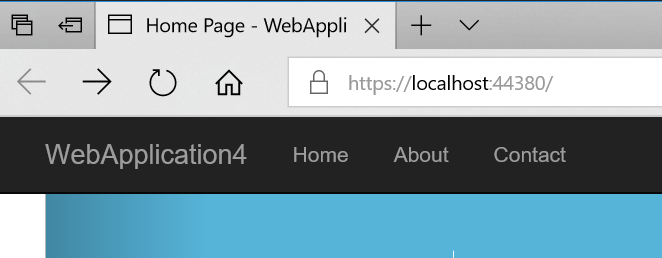 Home Page - WebAppli
https://localhost:44380/
WebApplication4 Home About Contact